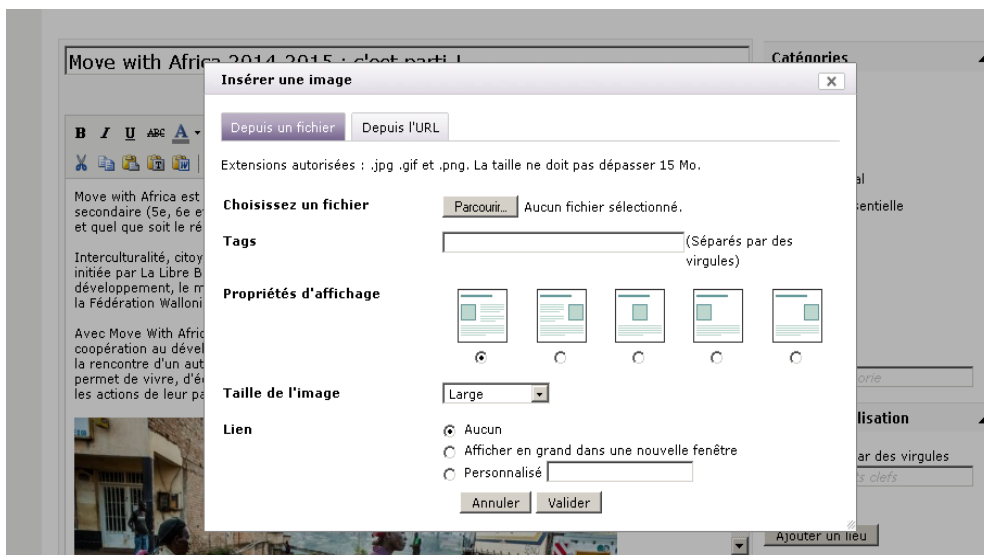 Move with Africa 2014-2015 : c'est parti !
Catégories
Insérer une image
X
B I U ABC A
Depuis un fichier
Depuis l'URL
Extensions autorisées : .jpg .gif et .png. La taille ne doit pas dépasser 15 Mo.
Move with Africa est
secondaire (5e, 6e e
et quel que soit le ré
Choisissez un fichier
Parcourir...
Aucun fichier sélectionné.
al
sentielle
Tags
(Séparés par des
virgules)
Interculturalité, citoy
initiée par La Libre B
développement, le m
la Fédération Walloni
Propriétés d'affichage
Avec Move With Afric
coopération au dével
la rencontre d'un aut
permet de vivre, d'é
les actions de leur pa
Taille de l'image
Large
orie
Lien
Aucun
Afficher en grand dans une nouvelle fenêtre
Personnalisé
lisation
ar des virgules
ts clefs
Annuler
Valider
Ajouter un lieu